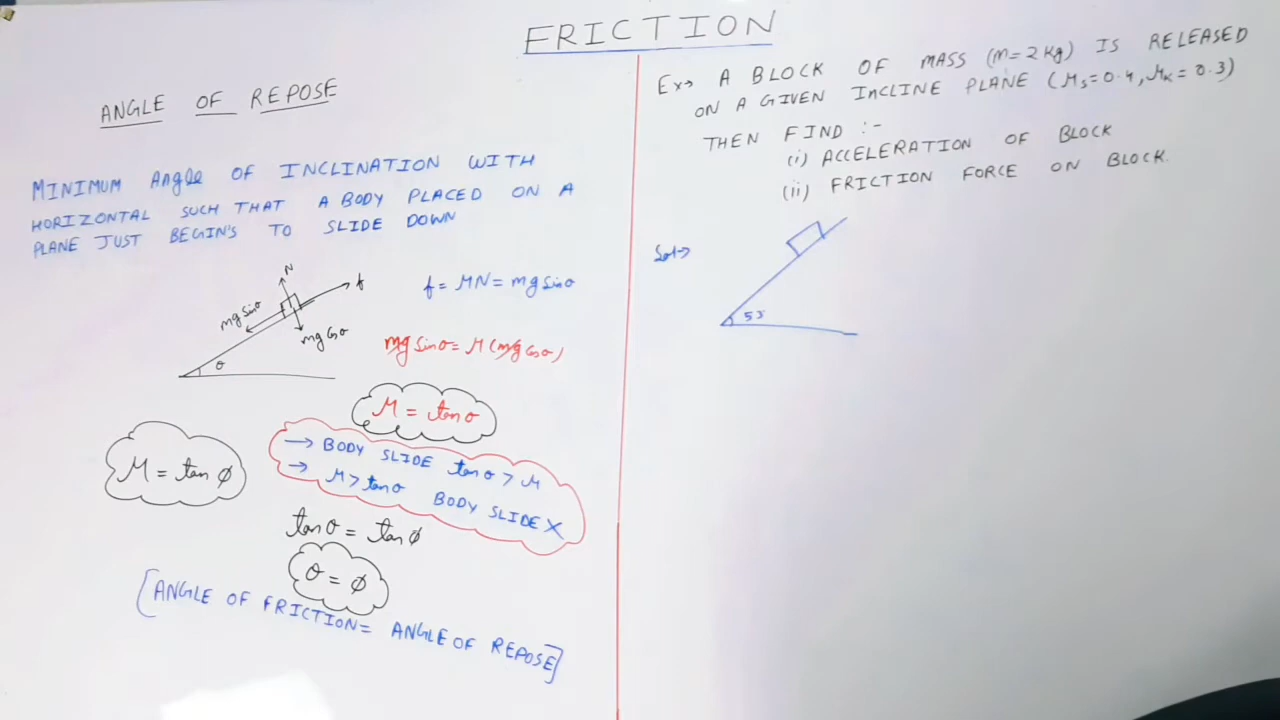 FRICTION
ANGLE OF REPOSE
MINIMUM Angle OF INCLINATION WITH
HORIZONTAL SUCH THAT A BODY PLACED ON A
PLANE JUST BEGIN'S TO SLIDE DOWN
N
f
mg sinθ
mg cosθ
θ
f = μN = mg sinθ
mg sinθ = μ(mg cosθ)
μ = tanθ
μ = tan φ
→ BODY SLIDE tanθ > μ
→ μ > tanθ BODY SLIDE X
tanθ = tanφ
θ = φ
[ANGLE OF FRICTION = ANGLE OF REPOSE]
Ex→ A BLOCK OF MASS (m = 2 kg) IS RELEASED
ON A GIVEN INCLINE PLANE (μs = 0.4, μk = 0.3)
THEN FIND :-
(i) ACCELERATION OF BLOCK
(ii) FRICTION FORCE ON BLOCK.
Sol→